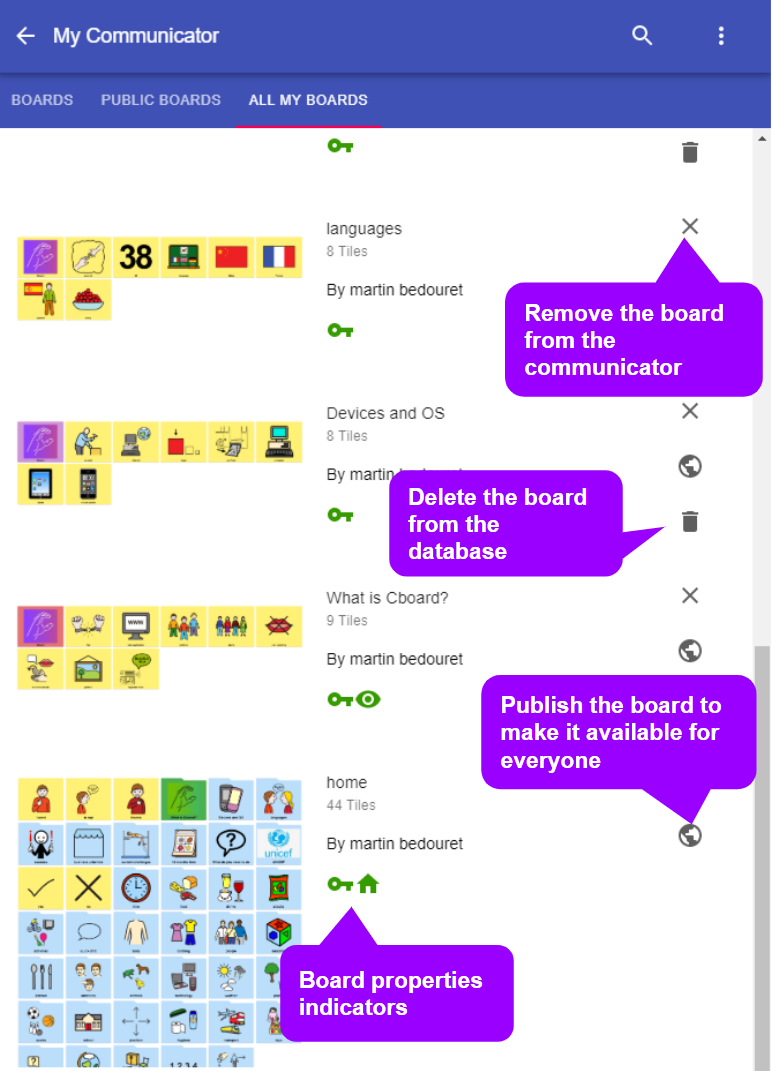 My Communicator
BOARDS
PUBLIC BOARDS
ALL MY BOARDS
languages
8 Tiles
By martin bedouret
38
Remove the board
from the
communicator
Devices and OS
8 Tiles
By martin
Delete the board
from the
database
What is Cboard?
9 Tiles
By martin bedouret
www
Publish the board to
make it available for
everyone
home
44 Tiles
By martin bedouret
unicef
Board properties
indicators
1 2 3 4